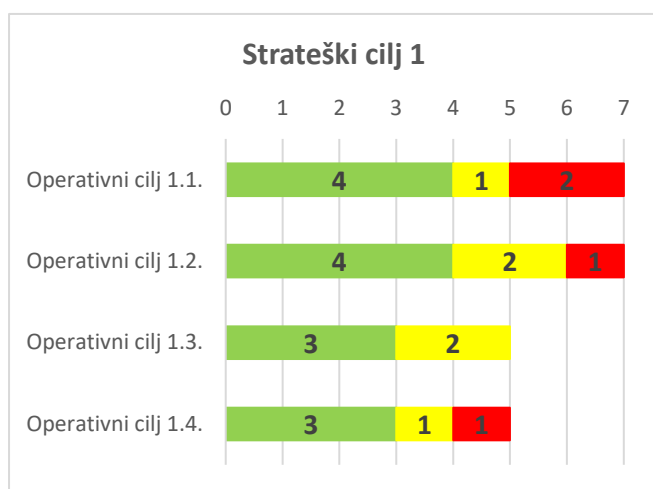 Strateški cilj 1
0 1 2 3 4 5 6 7
Operativni cilj 1.1. 4 1 2
Operativni cilj 1.2. 4 2 1
Operativni cilj 1.3. 3 2
Operativni cilj 1.4. 3 1 1